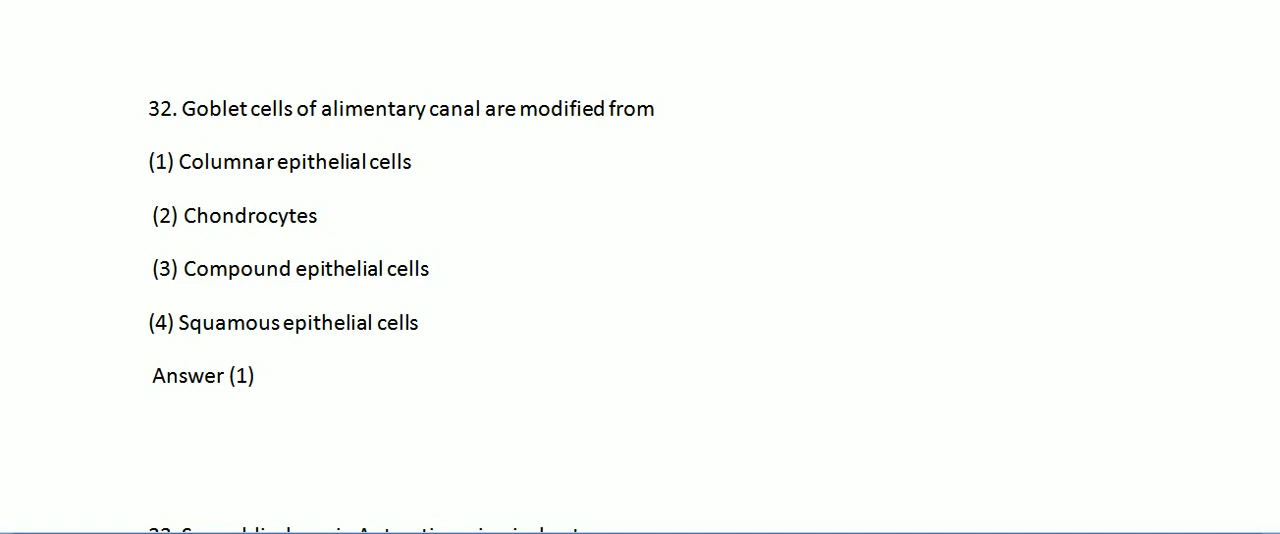 32. Goblet cells of alimentary canal are modified from
(1) Columnar epithelial cells
(2) Chondrocytes
(3) Compound epithelial cells
(4) Squamous epithelial cells
Answer (1)